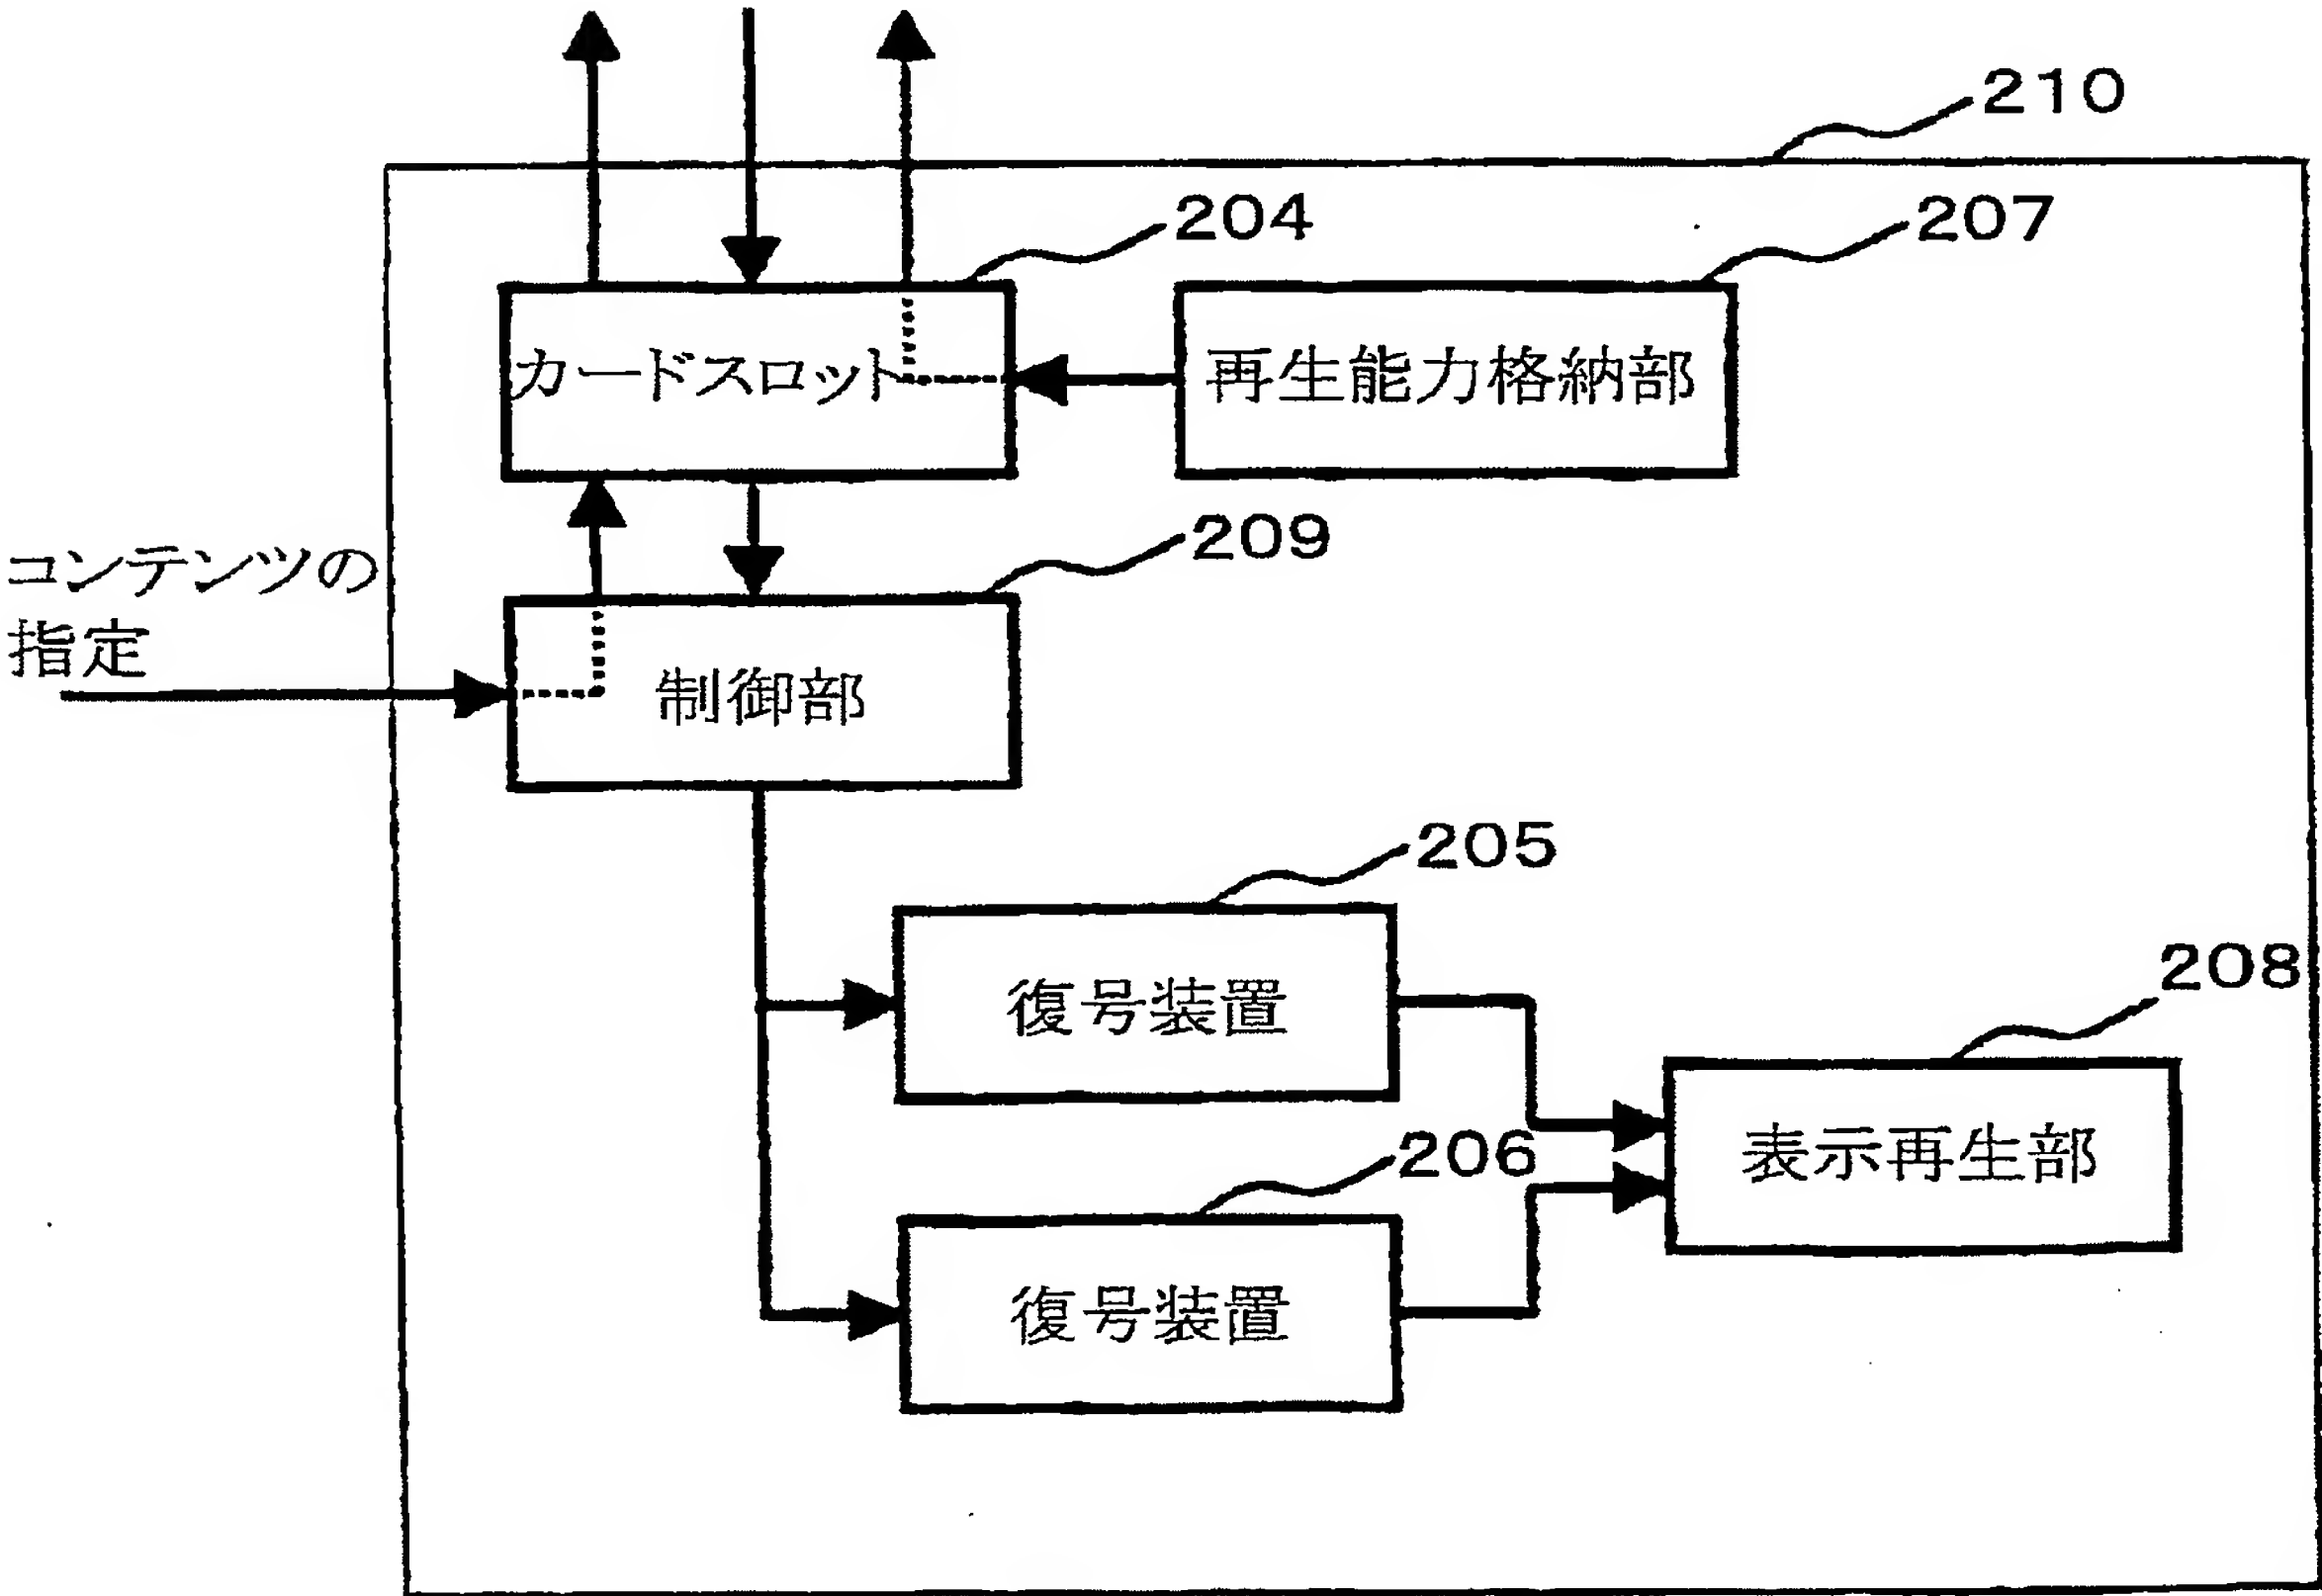 210
204
207
カードスロット
再生能力格納部
209
コンテンツの
指定
制御部
205
復号装置
208
206
表示再生部
復号装置